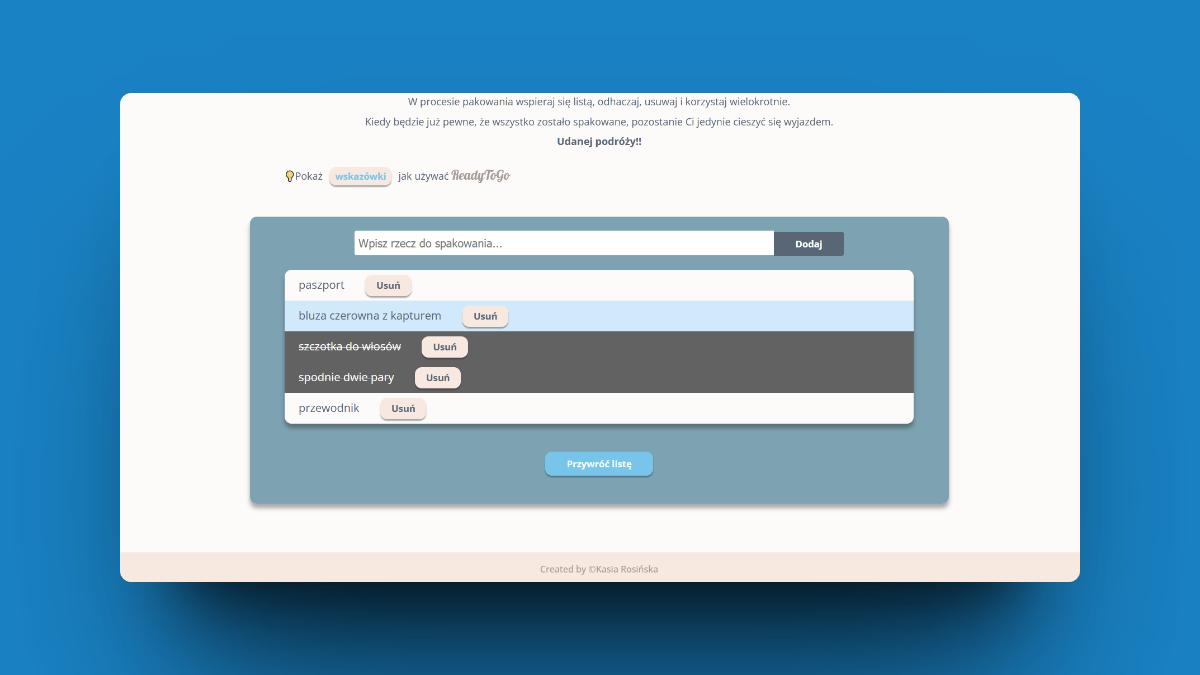 W procesie pakowania wspieraj się listą, odhaczaj, usuwaj i korzystaj wielokrotnie.
Kiedy będzie już pewne, że wszystko zostało spakowane, pozostanie Ci jedynie cieszyć się wyjazdem.
Udanej podróży!!
Pokaż wskazówki jak używać ReadyToGo
Wpisz rzecz do spakowania... Dodaj
paszport Usuń
bluza czerowna z kapturem Usuń
szczotka do włosów Usuń
spodnie dwie pary Usuń
przewodnik Usuń
Przywróć listę
Created by ©Kasia Rosińska